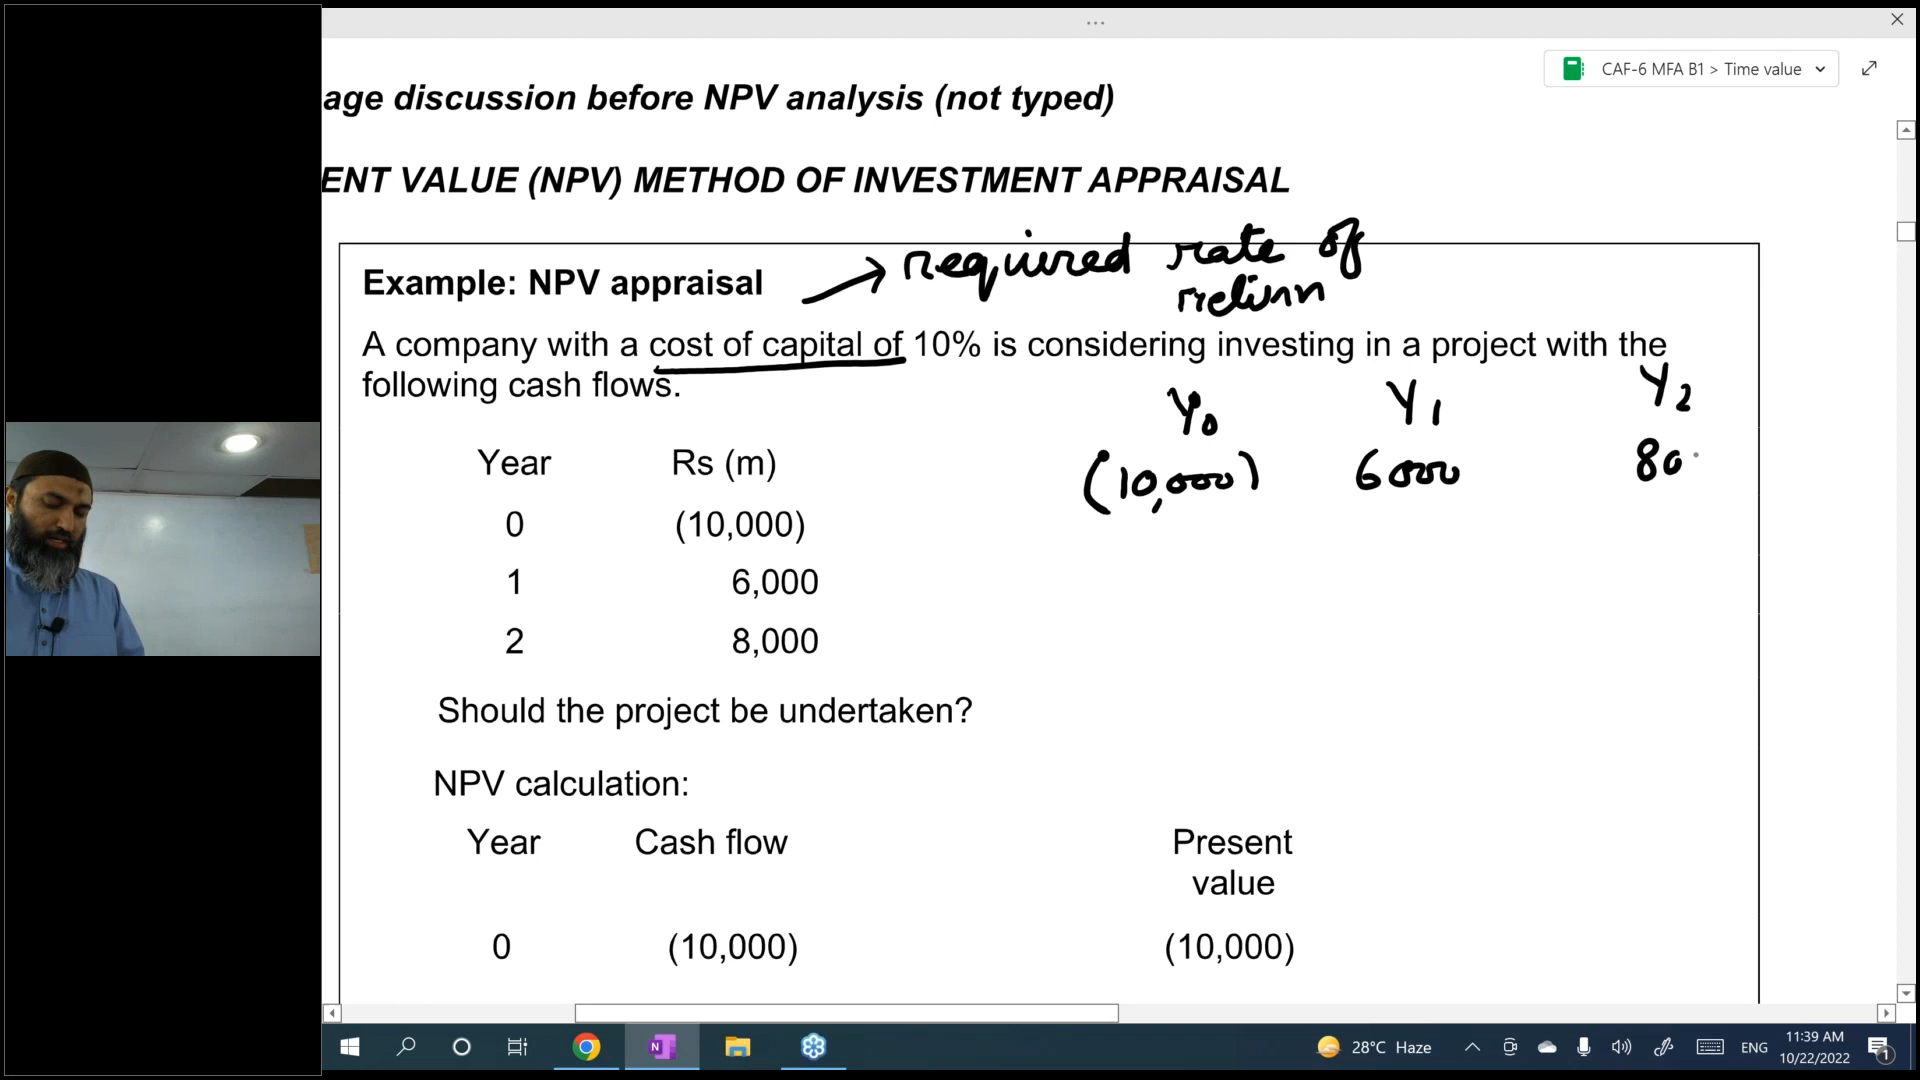 CAF-6 MFA B1 > Time value
age discussion before NPV analysis (not typed)
ENT VALUE (NPV) METHOD OF INVESTMENT APPRAISAL
required rate of
return
Example: NPV appraisal
A company with a cost of capital of 10% is considering investing in a project with the
following cash flows.
Y0 Y1 Y2
(10,000) 6000 80
Year Rs (m)
0 (10,000)
1 6,000
2 8,000
Should the project be undertaken?
NPV calculation:
Year Cash flow Present
value
0 (10,000) (10,000)
28°C Haze ENG 11:39 AM
10/22/2022 1